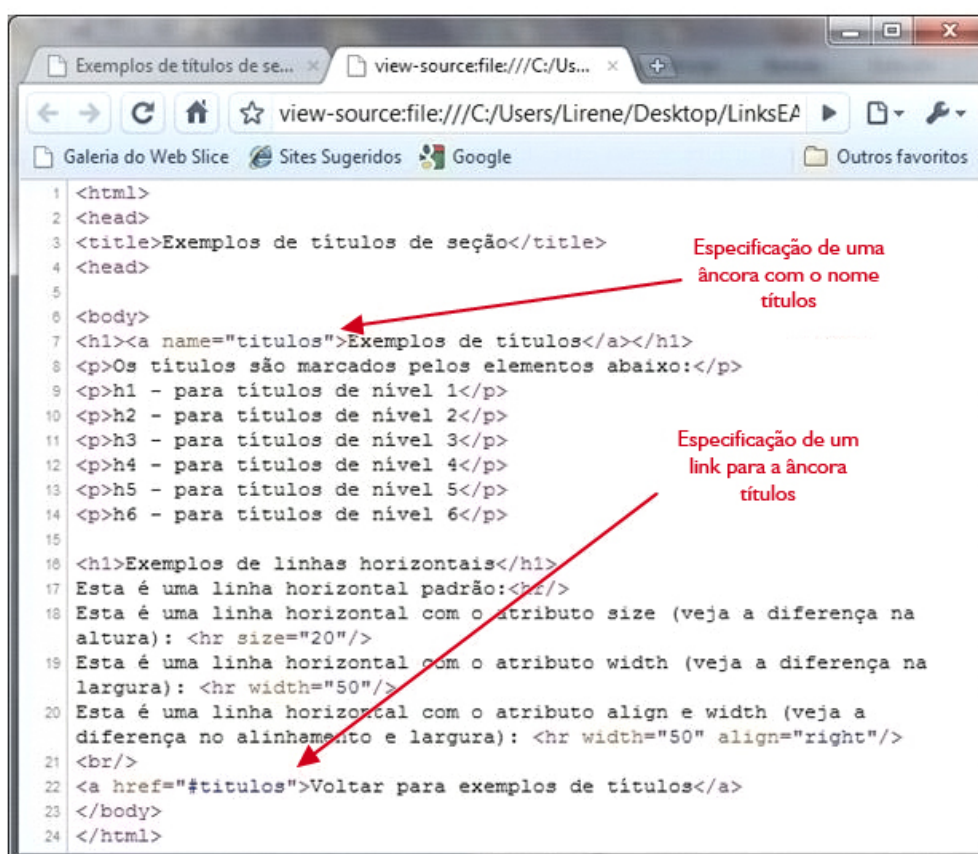 Exemplos de títulos de se...
view-source:file:///C:/Us...
view-source:file:///C:/Users/Lirene/Desktop/LinksEA
Galeria do Web Slice
Sites Sugeridos
Google
Outros favoritos
1 <html>
2 <head>
3 <title>Exemplos de títulos de seção</title>
4 <head>
5
6 <body>
7 <h1><a name="titulos">Exemplos de títulos</a></h1>
8 <p>Os títulos são marcados pelos elementos abaixo:</p>
9 <p>h1 - para títulos de nível 1</p>
10 <p>h2 - para títulos de nível 2</p>
11 <p>h3 - para títulos de nível 3</p>
12 <p>h4 - para títulos de nível 4</p>
13 <p>h5 - para títulos de nível 5</p>
14 <p>h6 - para títulos de nível 6</p>
15
16 <h1>Exemplos de linhas horizontais</h1>
17 Esta é uma linha horizontal padrão:<hr/>
18 Esta é uma linha horizontal com o atributo size (veja a diferença na
altura): <hr size="20"/>
19 Esta é uma linha horizontal com o atributo width (veja a diferença na
largura): <hr width="50"/>
20 Esta é uma linha horizontal com o atributo align e width (veja a
diferença no alinhamento e largura): <hr width="50" align="right"/>
21 <br/>
22 <a href="#titulos">Voltar para exemplos de títulos</a>
23 </body>
24 </html>
Especificação de uma
âncora com o nome
títulos
Especificação de um
link para a âncora
títulos